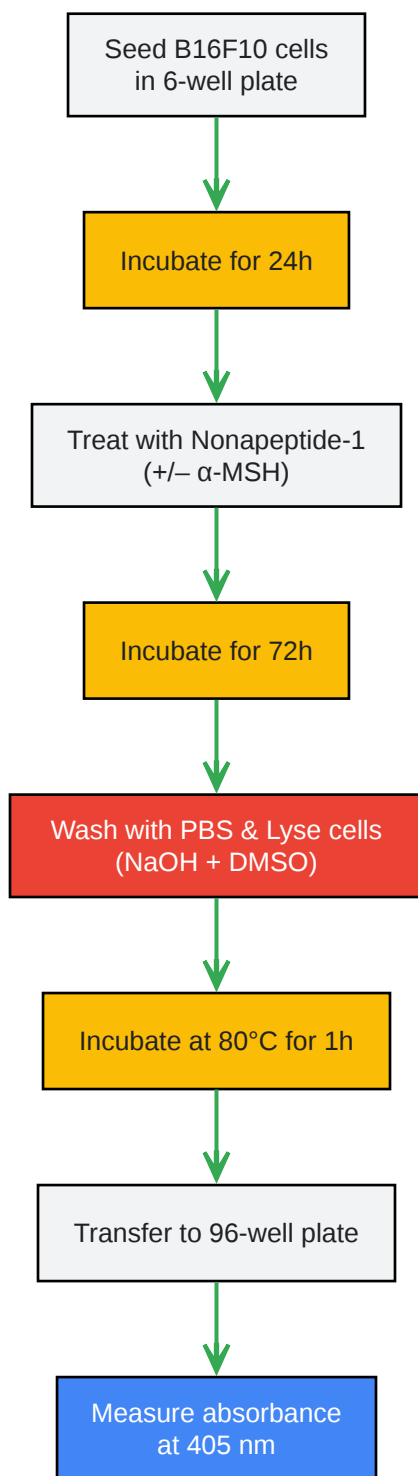 Seed B16F10 cells
in 6-well plate
Incubate for 24h
Treat with Nonapeptide-1
(+/– α-MSH)
Incubate for 72h
Wash with PBS & Lyse cells
(NaOH + DMSO)
Incubate at 80°C for 1h
Transfer to 96-well plate
Measure absorbance
at 405 nm